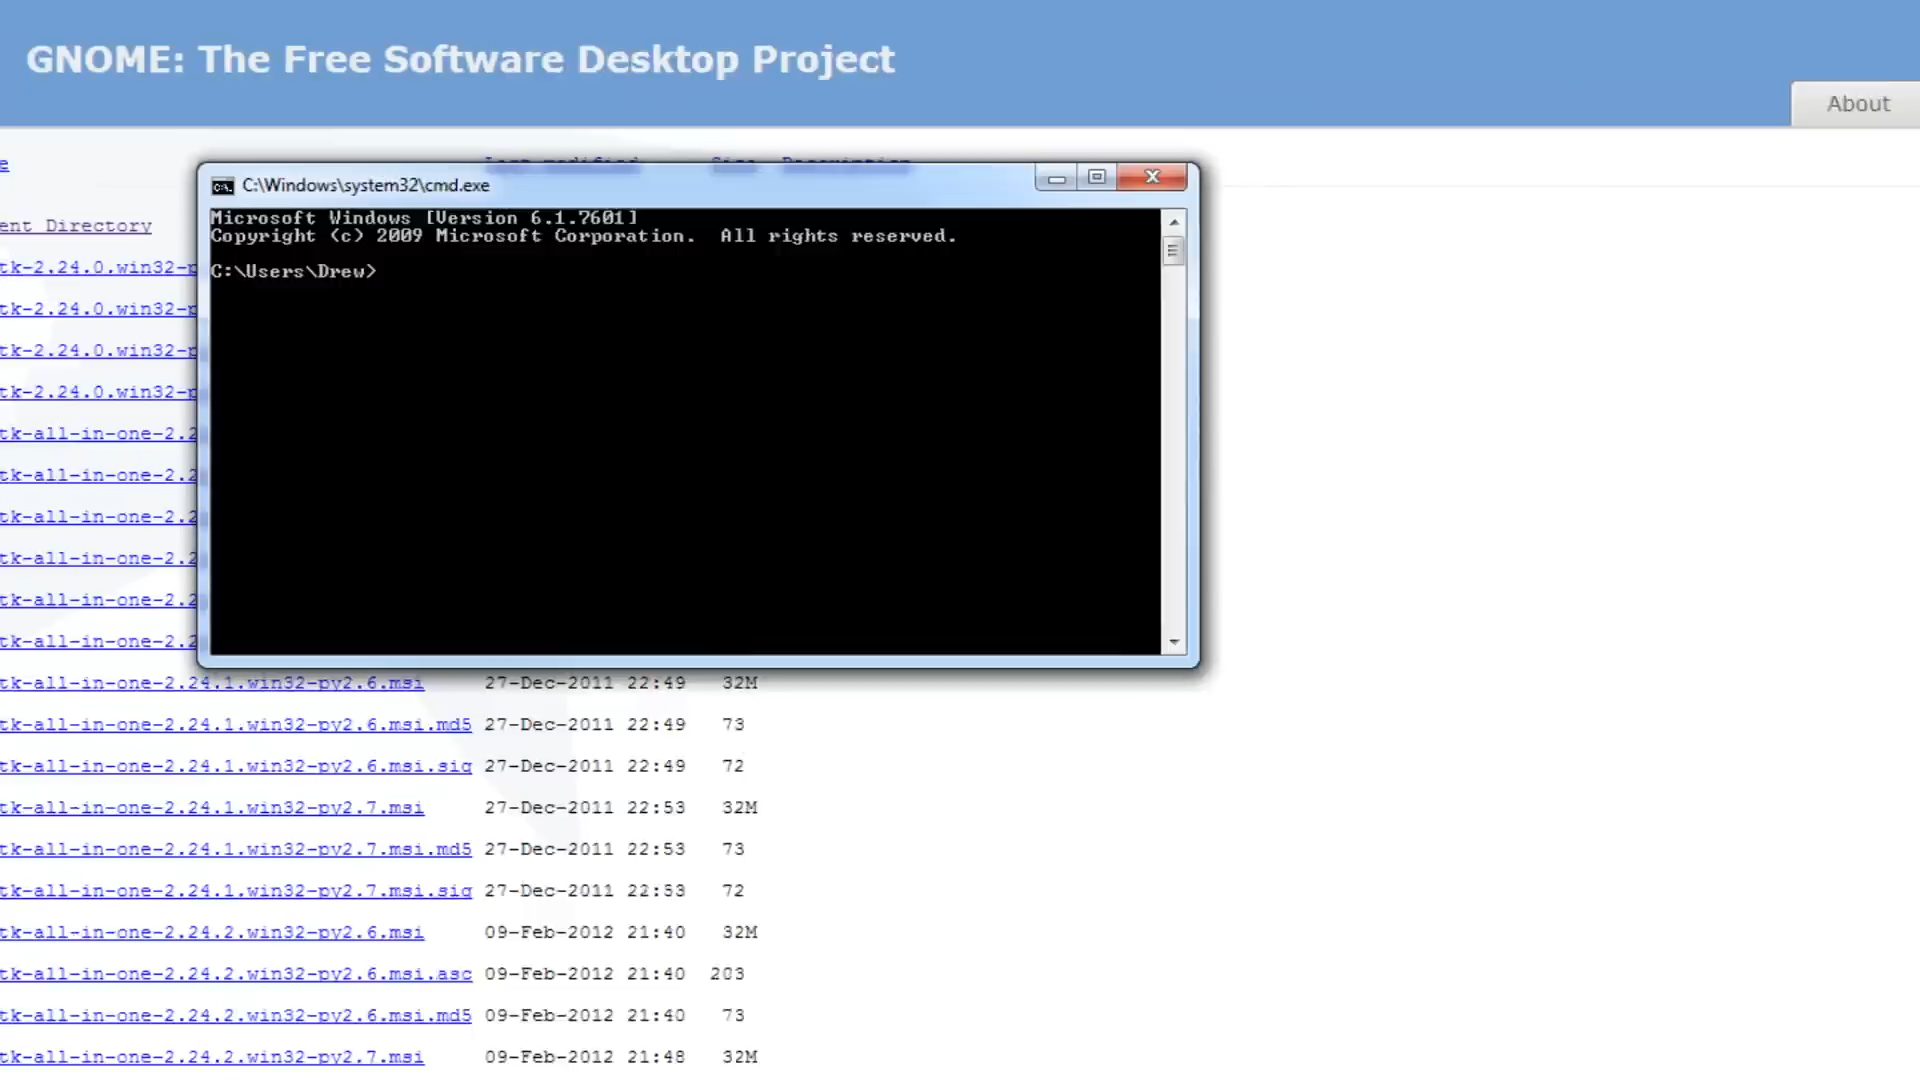 GNOME: The Free Software Desktop Project
About
e
C:\Windows\system32\cmd.exe
Microsoft Windows [Version 6.1.7601]
Copyright (c) 2009 Microsoft Corporation.  All rights reserved.
C:\Users\Drew>
ent Directory
tk-2.24.0.win32-p
tk-2.24.0.win32-p
tk-2.24.0.win32-p
tk-2.24.0.win32-p
tk-all-in-one-2.2
tk-all-in-one-2.2
tk-all-in-one-2.2
tk-all-in-one-2.2
tk-all-in-one-2.2
tk-all-in-one-2.2
tk-all-in-one-2.24.1.win32-py2.6.msi 27-Dec-2011 22:49 32M
tk-all-in-one-2.24.1.win32-py2.6.msi.md5 27-Dec-2011 22:49 73
tk-all-in-one-2.24.1.win32-py2.6.msi.sig 27-Dec-2011 22:49 72
tk-all-in-one-2.24.1.win32-py2.7.msi 27-Dec-2011 22:53 32M
tk-all-in-one-2.24.1.win32-py2.7.msi.md5 27-Dec-2011 22:53 73
tk-all-in-one-2.24.1.win32-py2.7.msi.sig 27-Dec-2011 22:53 72
tk-all-in-one-2.24.2.win32-py2.6.msi 09-Feb-2012 21:40 32M
tk-all-in-one-2.24.2.win32-py2.6.msi.asc 09-Feb-2012 21:40 203
tk-all-in-one-2.24.2.win32-py2.6.msi.md5 09-Feb-2012 21:40 73
tk-all-in-one-2.24.2.win32-py2.7.msi 09-Feb-2012 21:48 32M